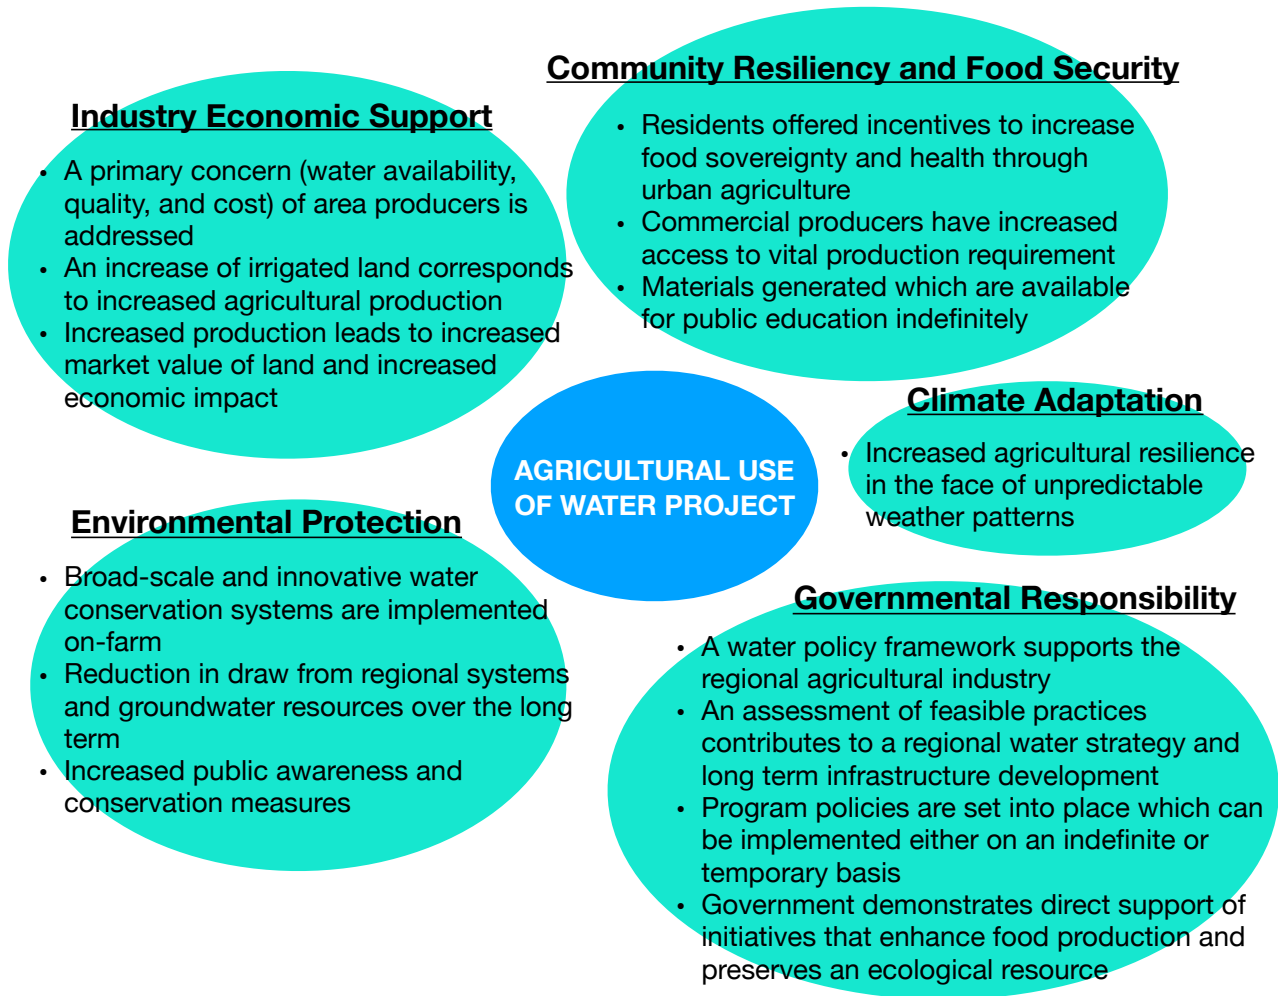 Industry Economic Support
• A primary concern (water availability,
quality, and cost) of area producers is
addressed
• An increase of irrigated land corresponds
to increased agricultural production
• Increased production leads to increased
market value of land and increased
economic impact
Community Resiliency and Food Security
• Residents offered incentives to increase
food sovereignty and health through
urban agriculture
• Commercial producers have increased
access to vital production requirement
• Materials generated which are available
for public education indefinitely
AGRICULTURAL USE
OF WATER PROJECT
Climate Adaptation
• Increased agricultural resilience
in the face of unpredictable
weather patterns
Environmental Protection
• Broad-scale and innovative water
conservation systems are implemented
on-farm
• Reduction in draw from regional systems
and groundwater resources over the long
term
• Increased public awareness and
conservation measures
Governmental Responsibility
• A water policy framework supports the
regional agricultural industry
• An assessment of feasible practices
contributes to a regional water strategy and
long term infrastructure development
• Program policies are set into place which can
be implemented either on an indefinite or
temporary basis
• Government demonstrates direct support of
initiatives that enhance food production and
preserves an ecological resource